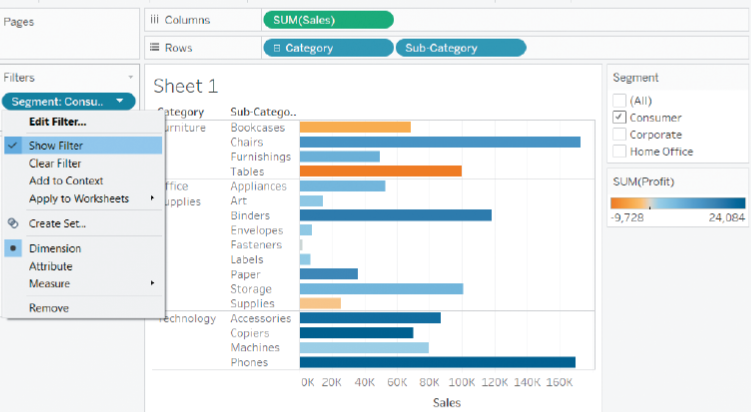 Pages
Columns
SUM(Sales)
Rows
Category
Sub-Category
Filters
Segment: Consu..
Edit Filter...
Show Filter
Clear Filter
Add to Context
Apply to Worksheets
Create Set...
Dimension
Attribute
Measure
Remove
Sheet 1
Category Sub-Catego..
urniture Bookcases
Chairs
Furnishings
Tables
ffice Appliances
upplies Art
Binders
Envelopes
Fasteners
Labels
Paper
Storage
Supplies
echnology Accessories
Copiers
Machines
Phones
0K 20K 40K 60K 80K 100K 120K 140K 160K
Sales
Segment
(All)
Consumer
Corporate
Home Office
SUM(Profit)
-9,728 24,084